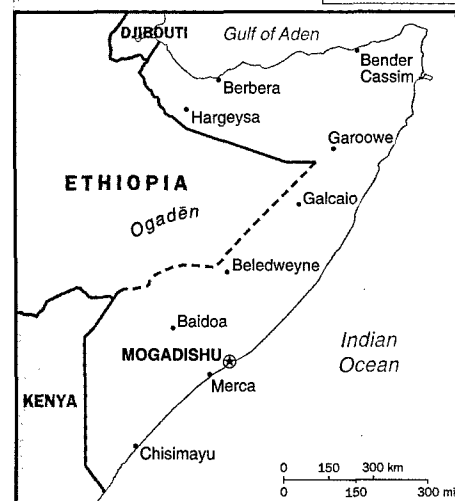 DJIBOUTI
Gulf of Aden
Berbera
Bender
Cassim
Hargeysa
Garoowe
ETHIOPIA
Ogadēn
Galcaio
Beledweyne
Baidoa
MOGADISHU
Merca
Indian
Ocean
KENYA
Chisimayu
0 150 300 km
0 150 300 mi